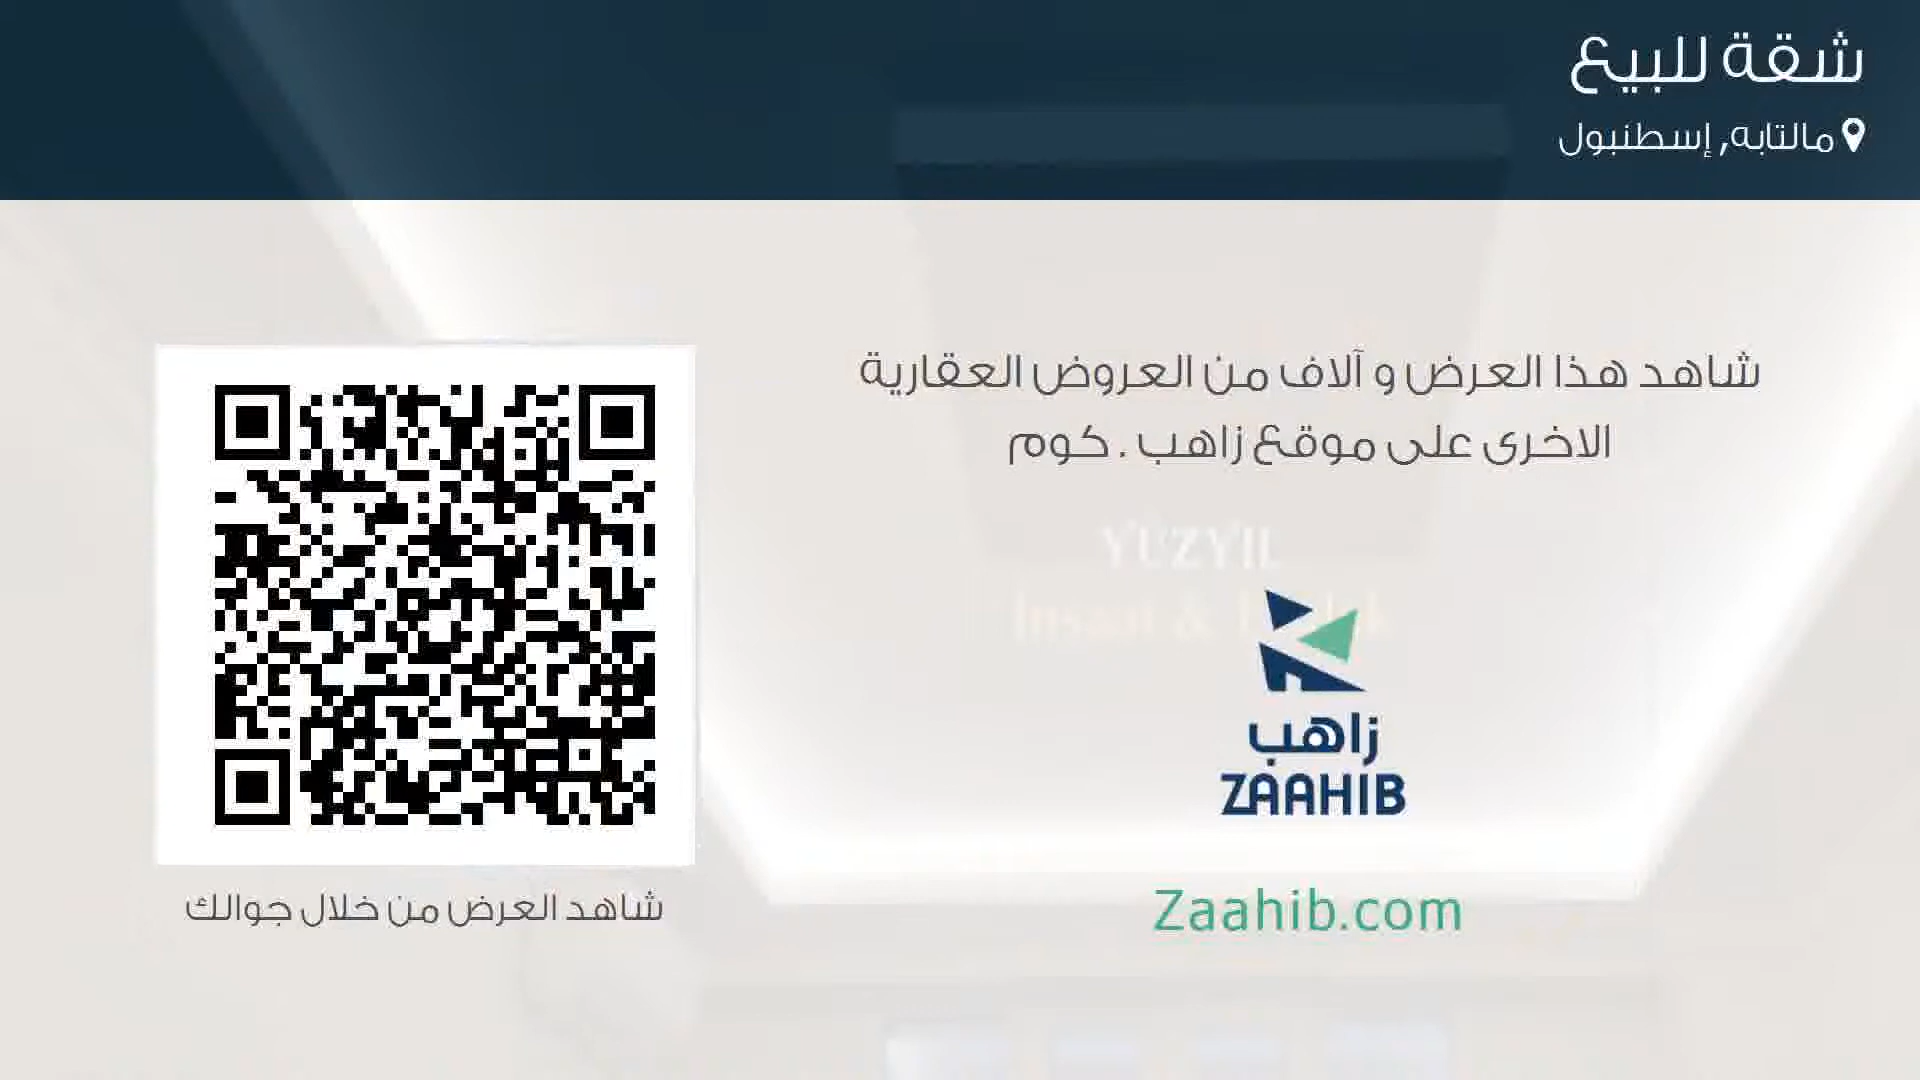 شقة للبيع
مالتابه, إسطنبول
شاهد هذا العرض و آلاف من العروض العقارية
الاخرى على موقع زاهب . كوم
YÜZYIL
زاهب
ZAAHIB
Zaahib.com
شاهد العرض من خلال جوالك